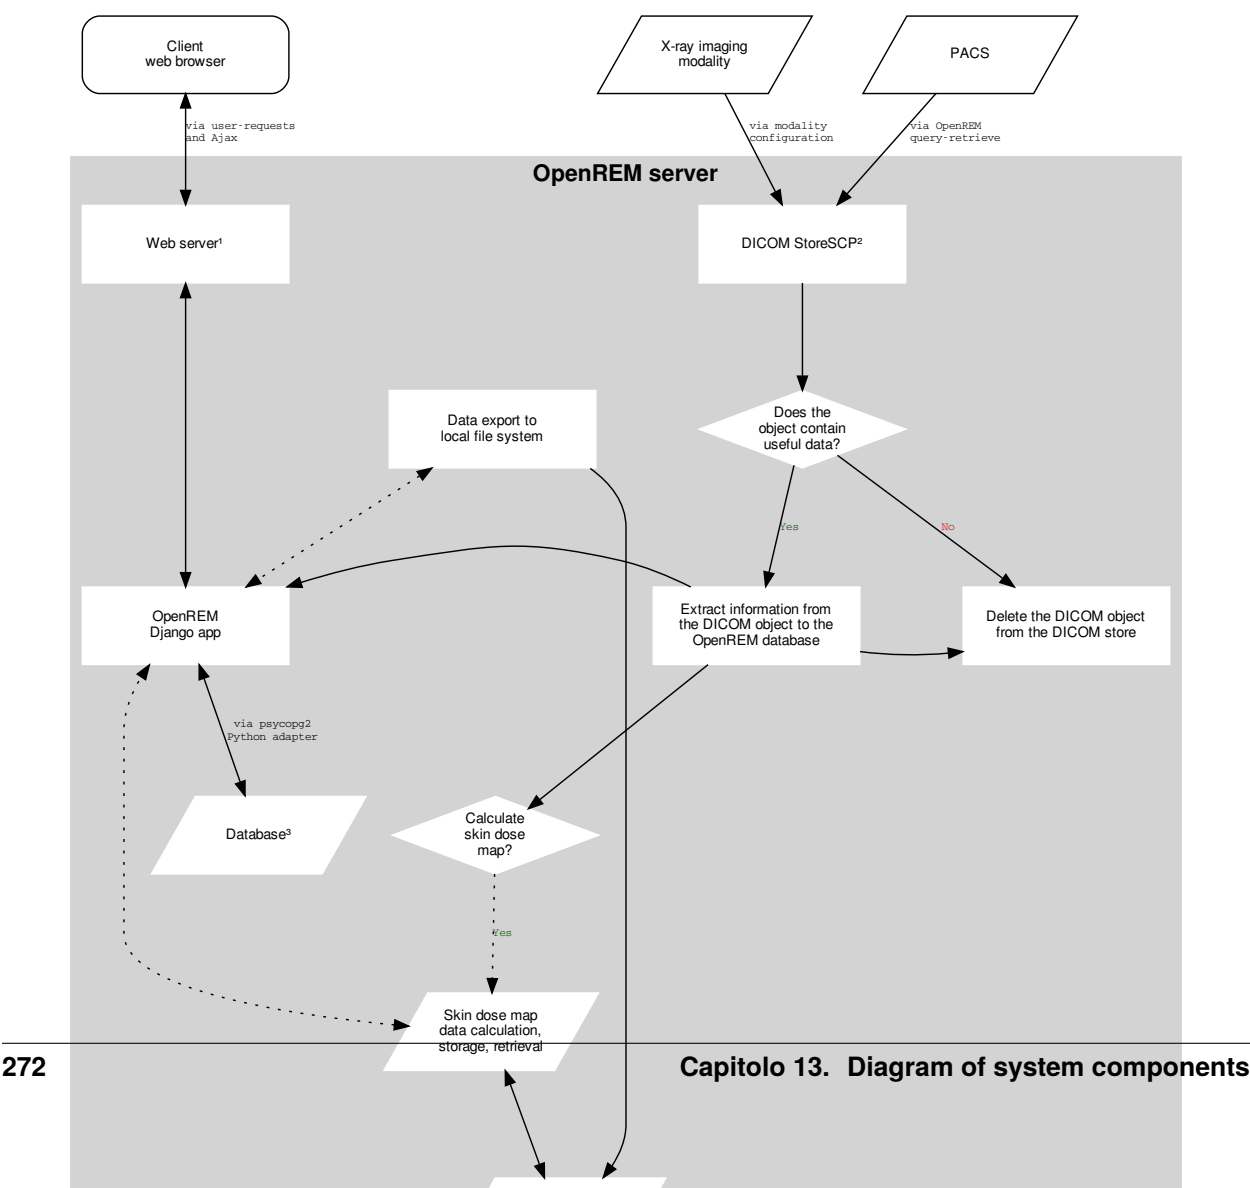 Client
web browser
X-ray imaging
modality
PACS
via user-requests
and Ajax
via modality
configuration
via OpenREM
query-retrieve
OpenREM server
Web server¹
DICOM StoreSCP²
Data export to
local file system
Does the
object contain
useful data?
Yes
No
OpenREM
Django app
Extract information from
the DICOM object to the
OpenREM database
Delete the DICOM object
from the DICOM store
via psycopg2
Python adapter
Database³
Calculate
skin dose
map?
Yes
Skin dose map
data calculation,
storage, retrieval
272
Capitolo 13. Diagram of system components